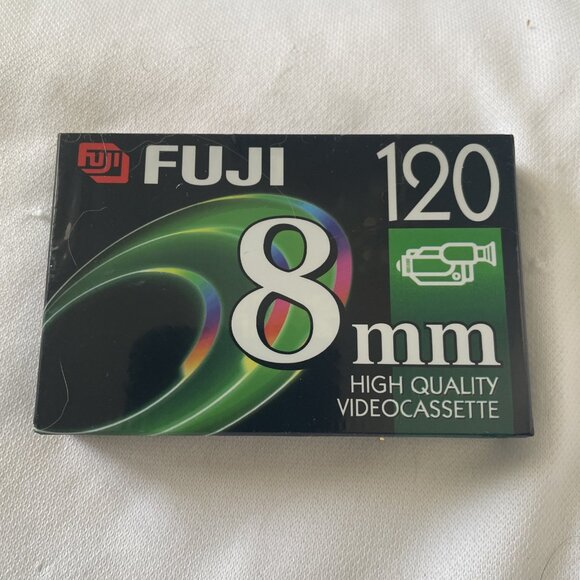 FUJI FUJI 120
8 mm
HIGH QUALITY
VIDEOCASSETTE